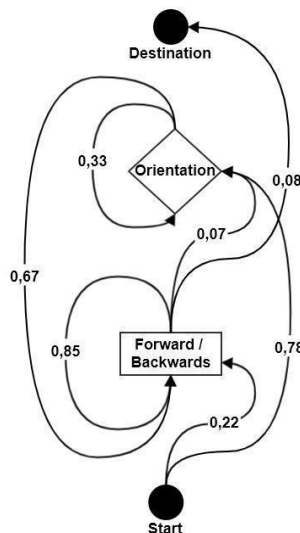 Destination
0,33
Orientation
0,08
0,07
0,67
0,85
Forward /
Backwards
0,78
0,22
Start